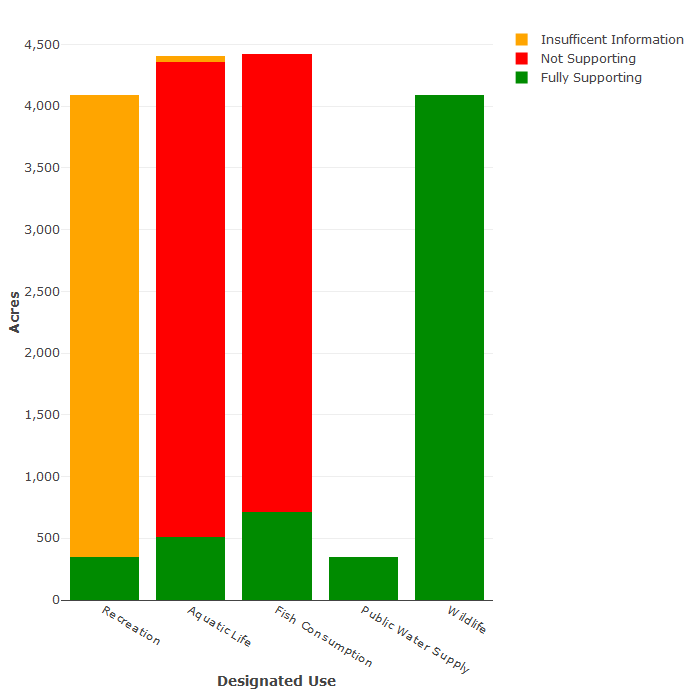 Insufficent Information
Not Supporting
Fully Supporting
4,500
4,000
3,500
3,000
2,500
2,000
1,500
1,000
500
0
Acres
Recreation
Aquatic Life
Fish Consumption
Public Water Supply
Wildlife
Designated Use